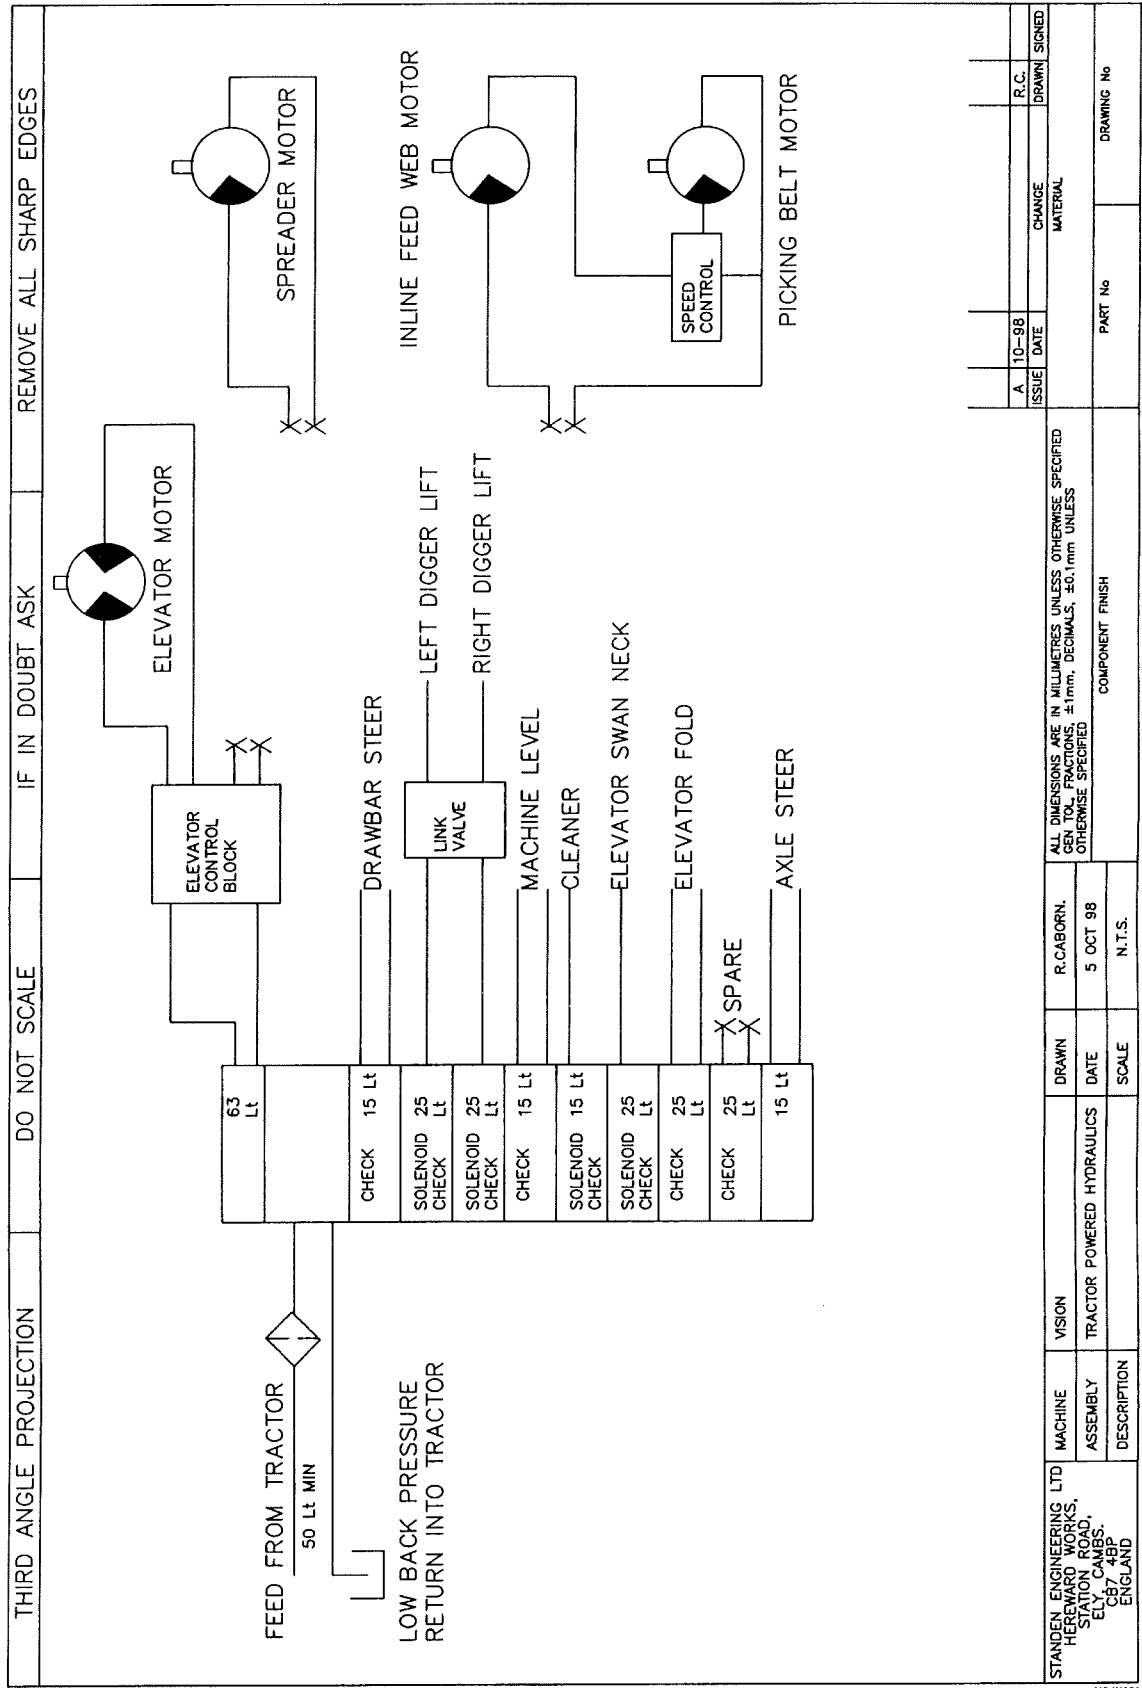 THIRD ANGLE PROJECTION
DO NOT SCALE
IF IN DOUBT ASK
REMOVE ALL SHARP EDGES
FEED FROM TRACTOR
50 Lt MIN
LOW BACK PRESSURE
RETURN INTO TRACTOR
63
Lt
CHECK 15 Lt
SOLENOID 25
CHECK Lt
SOLENOID 25
CHECK Lt
CHECK 15 Lt
SOLENOID 15 Lt
CHECK
SOLENOID 25
CHECK Lt
CHECK 25
Lt
CHECK 25
Lt
15 Lt
ELEVATOR
CONTROL
BLOCK
ELEVATOR MOTOR
DRAWBAR STEER
LINK
VALVE
LEFT DIGGER LIFT
RIGHT DIGGER LIFT
MACHINE LEVEL
CLEANER
ELEVATOR SWAN NECK
ELEVATOR FOLD
SPARE
AXLE STEER
SPREADER MOTOR
INLINE FEED WEB MOTOR
SPEED
CONTROL
PICKING BELT MOTOR
A 10-98 R.C.
ISSUE DATE CHANGE DRAWN SIGNED
STANDEN ENGINEERING LTD
HEREWARD WORKS,
STATION ROAD,
ELY, CAMBS.
CB7 4BP
ENGLAND
MACHINE VISION
ASSEMBLY TRACTOR POWERED HYDRAULICS
DESCRIPTION
DRAWN R.CABORN.
DATE 5 OCT 98
SCALE N.T.S.
ALL DIMENSIONS ARE IN MILLIMETRES UNLESS OTHERWISE SPECIFIED
GEN TOL, FRACTIONS, ±1mm, DECIMALS, ±0.1mm UNLESS
OTHERWISE SPECIFIED
COMPONENT FINISH
MATERIAL
PART No
DRAWING No